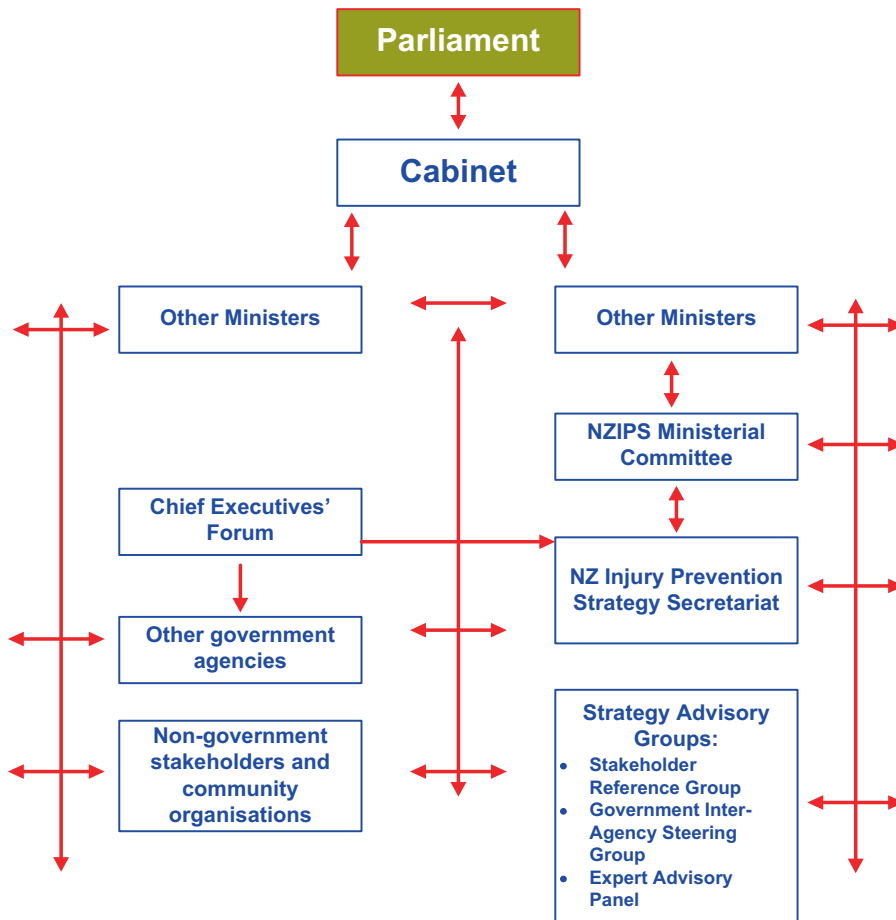 Parliament
Cabinet
Other Ministers
Other Ministers
NZIPS Ministerial
Committee
Chief Executives’
Forum
NZ Injury Prevention
Strategy Secretariat
Other government
agencies
Non-government
stakeholders and
community
organisations
Strategy Advisory
Groups:
• Stakeholder
Reference Group
• Government Inter-
Agency Steering
Group
• Expert Advisory
Panel